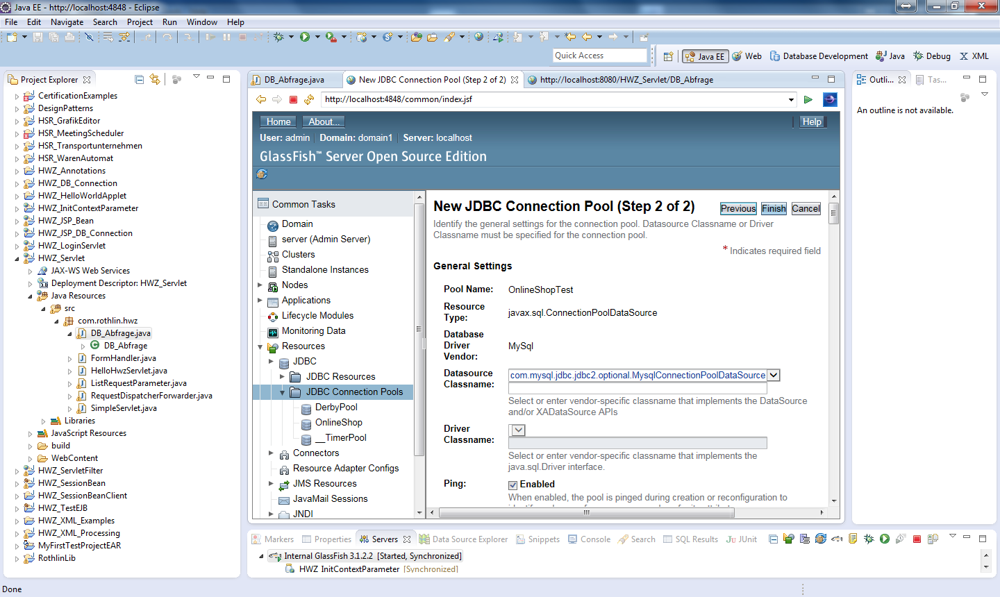 Java EE - http://localhost:4848 - Eclipse
File Edit Navigate Search Project Run Window Help
Quick Access
Java EE Web Database Development Java Debug XML
Project Explorer
CertificationExamples
DesignPatterns
HSR_GrafikEditor
HSR_MeetingScheduler
HSR_Transportunternehmen
HSR_WarenAutomat
HWZ_Annotations
HWZ_DB_Connection
HWZ_HelloWorldApplet
HWZ_InitContextParameter
HWZ_JSP_Bean
HWZ_JSP_DB_Connection
HWZ_LoginServlet
HWZ_Servlet
JAX-WS Web Services
Deployment Descriptor: HWZ_Servlet
Java Resources
src
com.rothlin.hwz
DB_Abfrage.java
DB_Abfrage
FormHandler.java
HelloHwzServlet.java
ListRequestParameter.java
RequestDispatcherForwarder.java
SimpleServlet.java
Libraries
JavaScript Resources
build
WebContent
HWZ_ServletFilter
HWZ_SessionBean
HWZ_SessionBeanClient
HWZ_TestEJB
HWZ_XML_Examples
HWZ_XML_Processing
MyFirstTestProjectEAR
RothlinLib
DB_Abfrage.java New JDBC Connection Pool (Step 2 of 2) http://localhost:8080/HWZ_Servlet/DB_Abfrage
http://localhost:4848/common/index.jsf
Home About... Help
User: admin Domain: domain1 Server: localhost
GlassFish™ Server Open Source Edition
Common Tasks
Domain
server (Admin Server)
Clusters
Standalone Instances
Nodes
Applications
Lifecycle Modules
Monitoring Data
Resources
JDBC
JDBC Resources
JDBC Connection Pools
DerbyPool
OnlineShop
__TimerPool
Connectors
Resource Adapter Configs
JMS Resources
JavaMail Sessions
JNDI
New JDBC Connection Pool (Step 2 of 2) Previous Finish Cancel
Identify the general settings for the connection pool. Datasource Classname or Driver
Classname must be specified for the connection pool.
* Indicates required field
General Settings
Pool Name: OnlineShopTest
Resource
Type: javax.sql.ConnectionPoolDataSource
Database
Driver MySql
Vendor:
Datasource com.mysql.jdbc.jdbc2.optional.MysqlConnectionPoolDataSource
Classname:
Select or enter vendor-specific classname that implements the DataSource
and/or XADataSource APIs
Driver
Classname:
Select or enter vendor-specific classname that implements the
java.sql.Driver interface.
Ping: Enabled
When enabled, the pool is pinged during creation or reconfiguration to
Outli... Tas...
An outline is not available.
Markers Properties Servers Data Source Explorer Snippets Console Search SQL Results Ju JUnit
Internal GlassFish 3.1.2.2 [Started, Synchronized]
HWZ_InitContextParameter [Synchronized]
Done